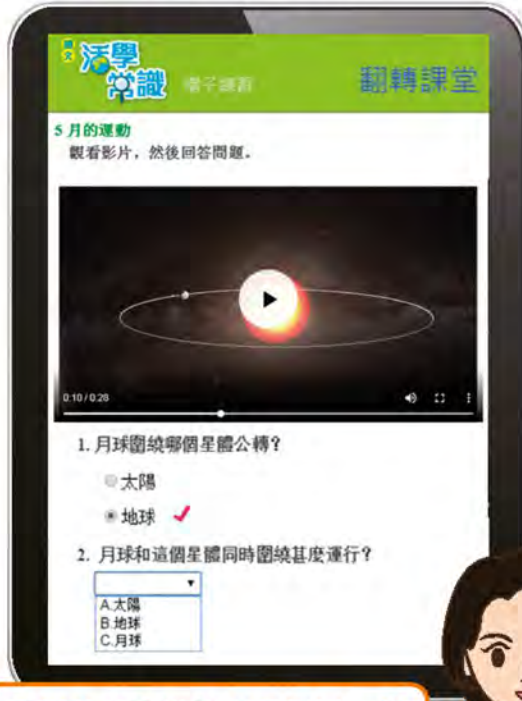 活學
常識
翻轉課堂
5 月的運動
觀看影片，然後回答問題。
0:10 / 0:28
1. 月球圍繞哪個星體公轉？
太陽
地球
2. 月球和這個星體同時圍繞甚麼運行？
A.太陽
B.地球
C.月球